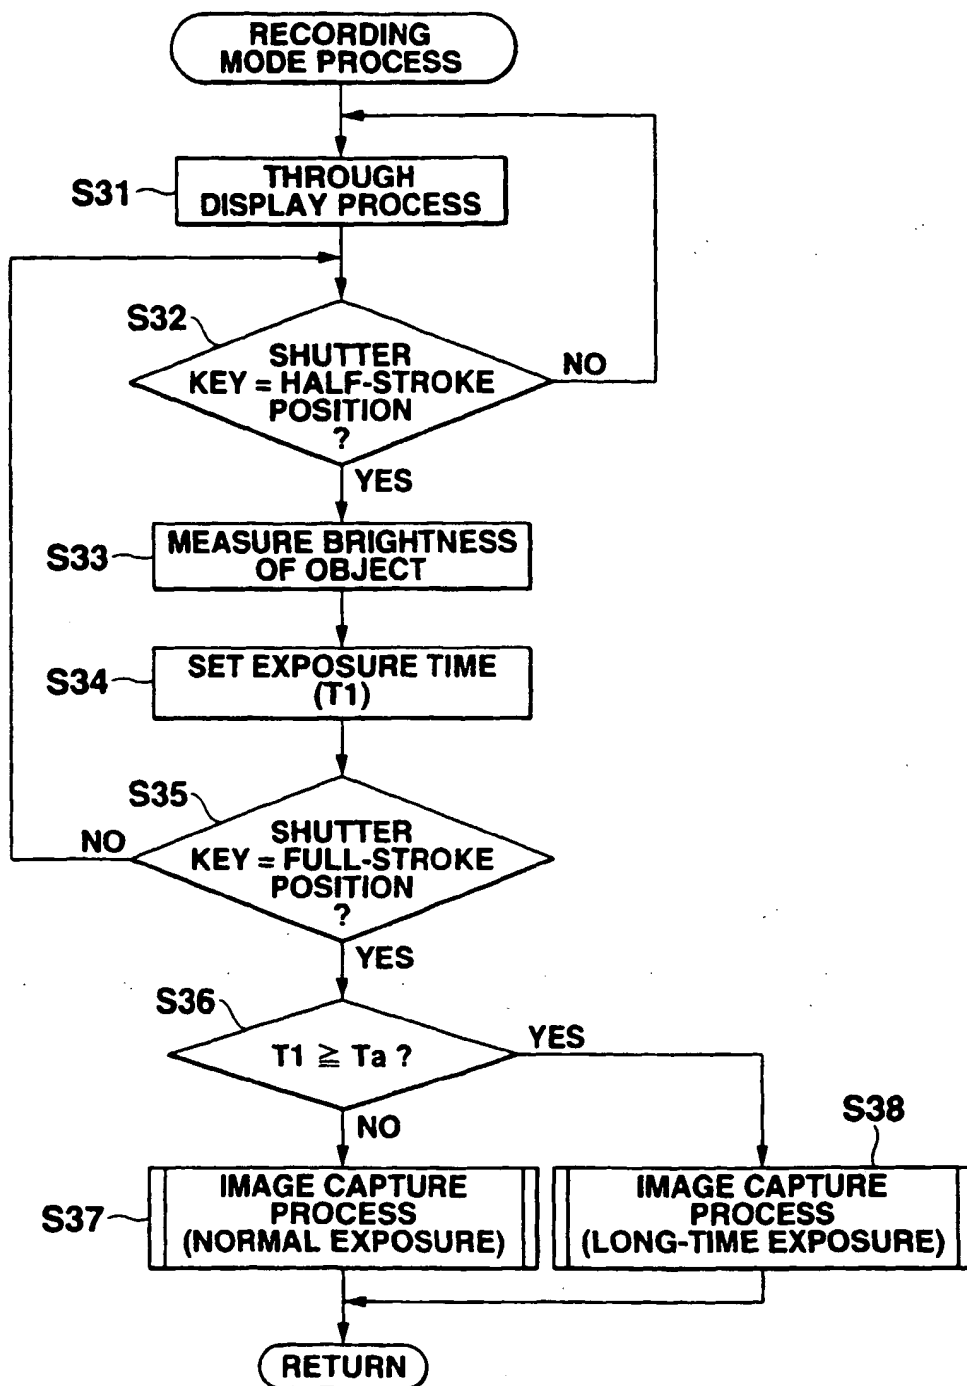 RECORDING
MODE PROCESS
S31
THROUGH
DISPLAY PROCESS
S32
SHUTTER
KEY = HALF-STROKE
POSITION
?
NO
YES
S33
MEASURE BRIGHTNESS
OF OBJECT
S34
SET EXPOSURE TIME
(T1)
S35
SHUTTER
KEY = FULL-STROKE
POSITION
?
NO
YES
S36
T1 ≧ Ta ?
YES
NO
S37
IMAGE CAPTURE
PROCESS
(NORMAL EXPOSURE)
S38
IMAGE CAPTURE
PROCESS
(LONG-TIME EXPOSURE)
RETURN